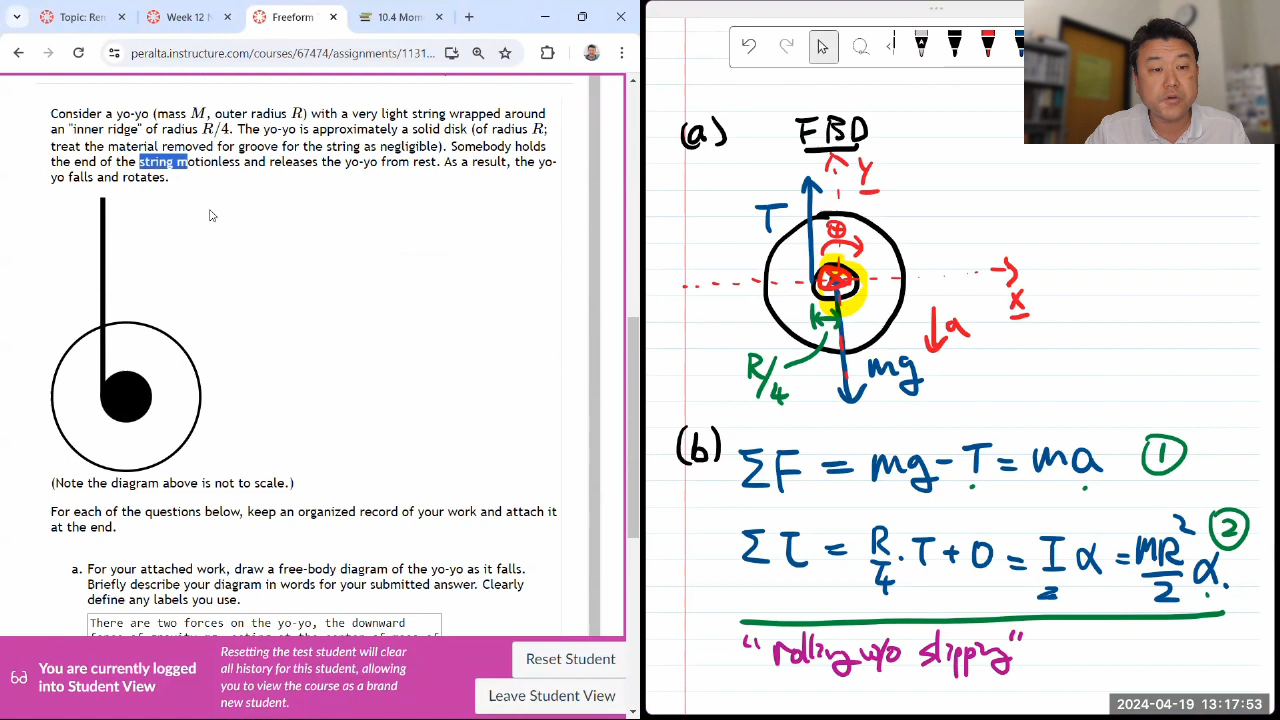 Topic: Ren
Week 12 N
Freeform
10.4 Mom
peralta.instructure.com/course/67474/assignments/1131...
Consider a yo-yo (mass M, outer radius R) with a very light string wrapped around
an "inner ridge" of radius R/4. The yo-yo is approximately a solid disk (of radius R;
treat the material removed for groove for the string as negligible). Somebody holds
the end of the string motionless and releases the yo-yo from rest. As a result, the yo-
yo falls and rotates.
(Note the diagram above is not to scale.)
For each of the questions below, keep an organized record of your work and attach it
at the end.
a. For your attached work, draw a free-body diagram of the yo-yo as it falls.
Briefly describe your diagram in words for your submitted answer. Clearly
define any labels you use.
There are two forces on the yo-yo, the downward
You are currently logged
into Student View
Resetting the test student will clear
all history for this student, allowing
you to view the course as a brand
new student.
Reset Student
Leave Student View
(a) FBD
y
T
⊕
x
a
R/4
mg
(b) ΣF = mg - T = ma ①
Στ = R/4 · T + 0 = I α = MR²/2 α. ②
"rolling w/o slipping"
2024-04-19 13:17:53